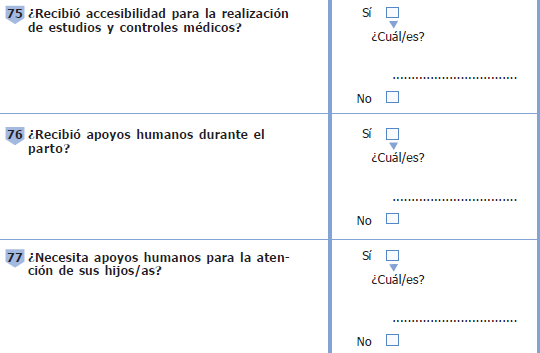 75 ¿Recibió accesibilidad para la realización
de estudios y controles médicos?
Sí
¿Cuál/es?
................................
No
76 ¿Recibió apoyos humanos durante el
parto?
Sí
¿Cuál/es?
................................
No
77 ¿Necesita apoyos humanos para la aten-
ción de sus hijos/as?
Sí
¿Cuál/es?
................................
No